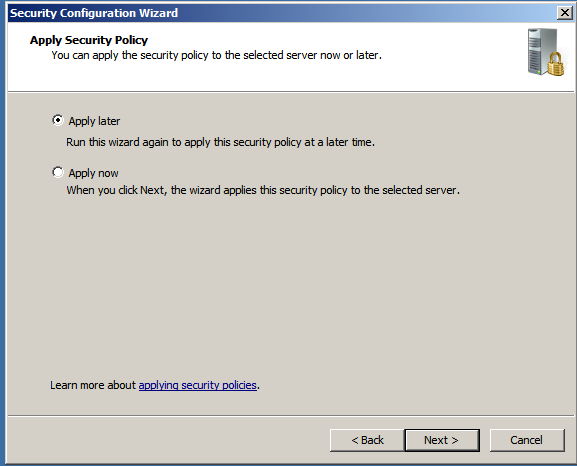 Security Configuration Wizard
Apply Security Policy
You can apply the security policy to the selected server now or later.
Apply later
Run this wizard again to apply this security policy at a later time.
Apply now
When you click Next, the wizard applies this security policy to the selected server.
Learn more about applying security policies.
< Back
Next >
Cancel